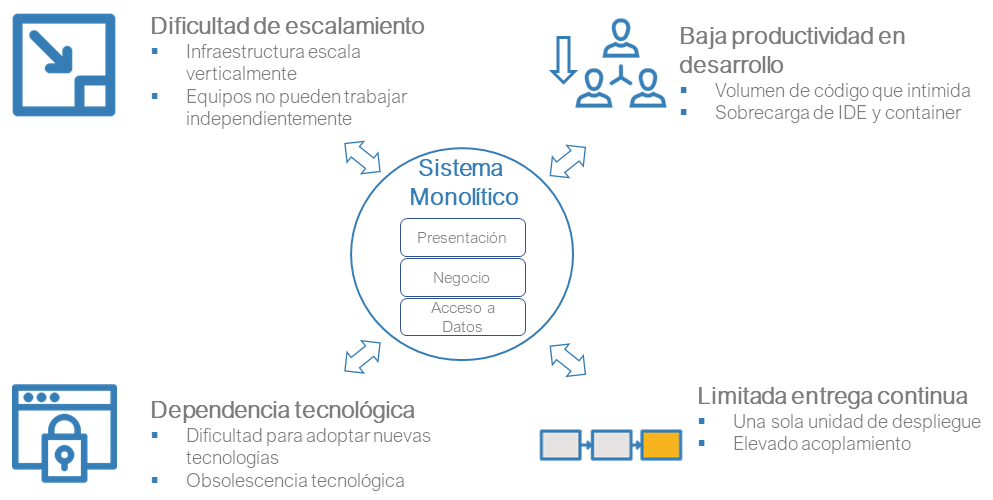 Dificultad de escalamiento
▪ Infraestructura escala
verticalmente
▪ Equipos no pueden trabajar
independientemente
Baja productividad en
desarrollo
▪ Volumen de código que intimida
▪ Sobrecarga de IDE y container
Sistema
Monolítico
Presentación
Negocio
Acceso a
Datos
Dependencia tecnológica
▪ Dificultad para adoptar nuevas
tecnologías
▪ Obsolescencia tecnológica
Limitada entrega continua
▪ Una sola unidad de despliegue
▪ Elevado acoplamiento